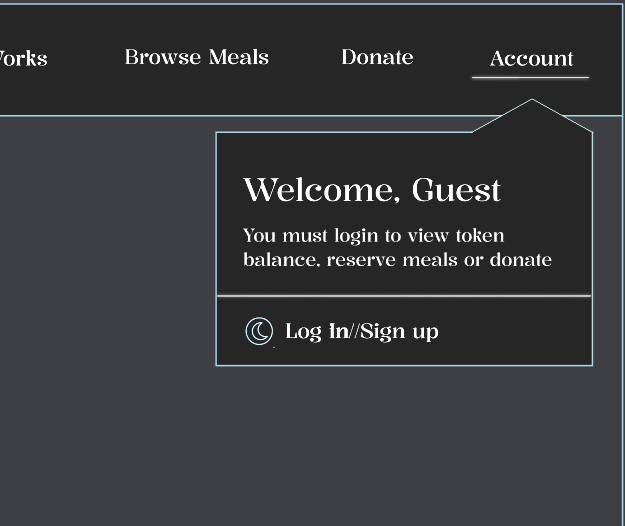 Works Browse Meals Donate Account
Welcome, Guest
You must login to view token
balance, reserve meals or donate
Log In//Sign up